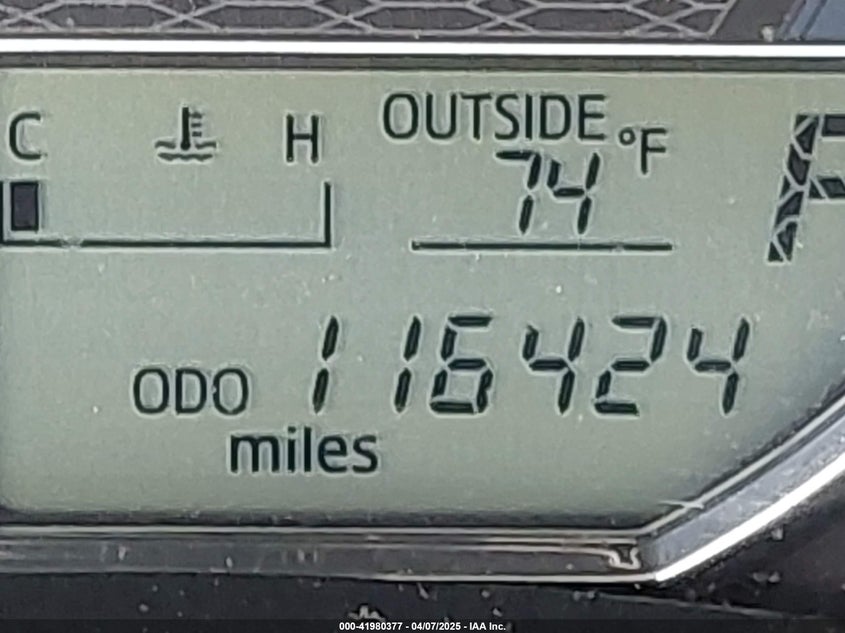 C H OUTSIDE °F P
74
ODO 116424
miles
000-41980377 - 04/07/2025 - IAA Inc.